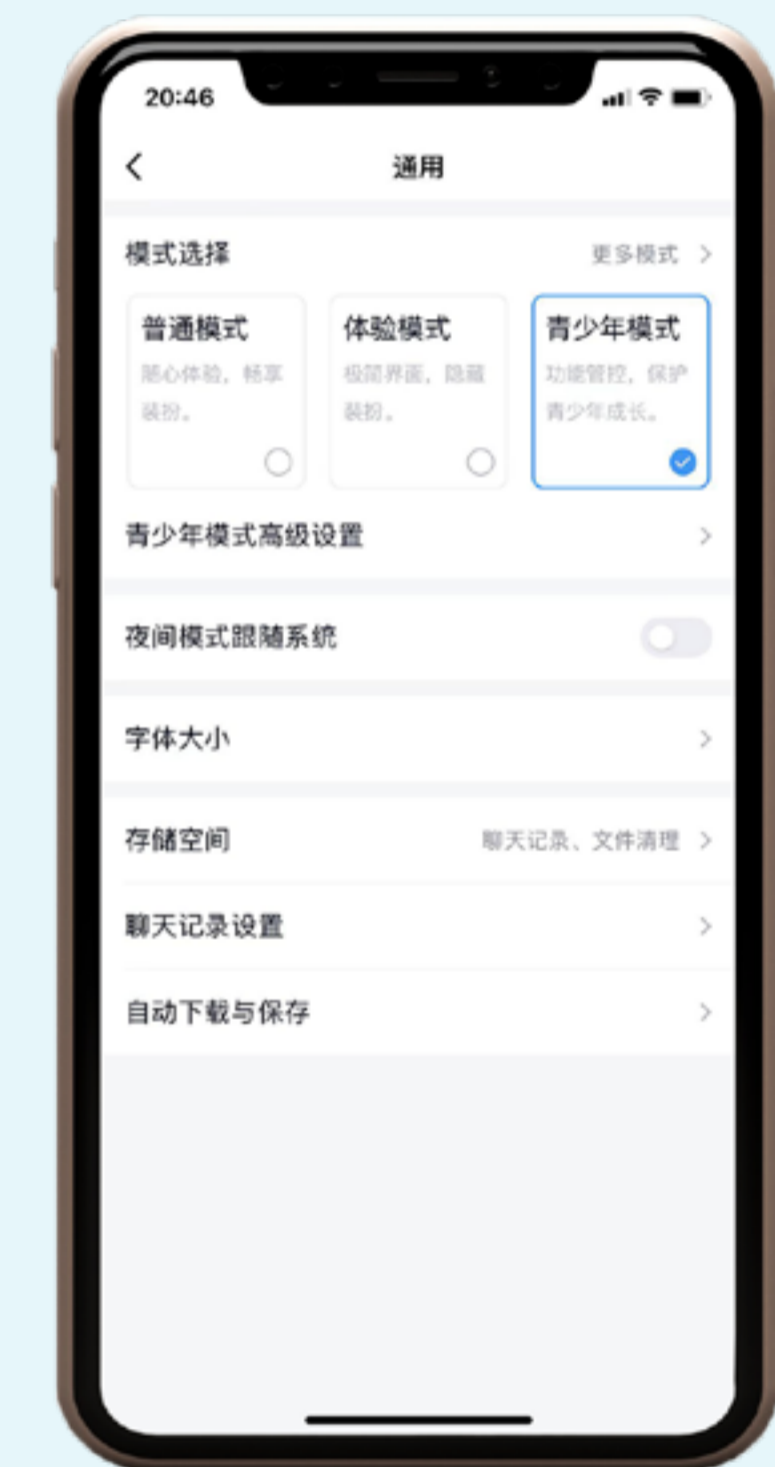 20:46
通用
模式选择 更多模式
普通模式 体验模式 青少年模式
随心体验，畅享 极简界面，隐藏 功能管控，保护
装扮。 装扮。 青少年成长。
青少年模式高级设置
夜间模式跟随系统
字体大小
存储空间 聊天记录、文件清理
聊天记录设置
自动下载与保存